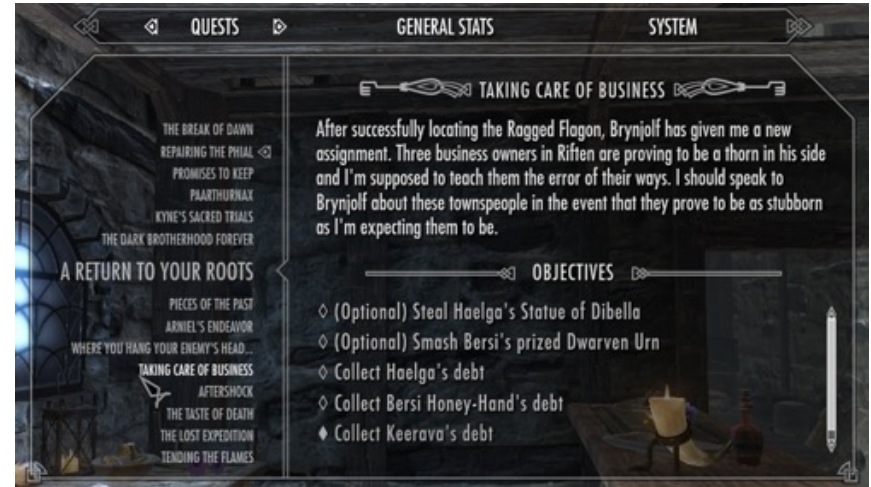 QUESTS
GENERAL STATS
SYSTEM
THE BREAK OF DAWN
REPAIRING THE PHIAL
PROMISES TO KEEP
PAARTHURNAX
KYNE'S SACRED TRIALS
THE DARK BROTHERHOOD FOREVER
A RETURN TO YOUR ROOTS
PIECES OF THE PAST
ARNIEL'S ENDEAVOR
WHERE YOU HANG YOUR ENEMY'S HEAD...
TAKING CARE OF BUSINESS
AFTERSHOCK
THE TASTE OF DEATH
THE LOST EXPEDITION
TENDING THE FLAMES
TAKING CARE OF BUSINESS
After successfully locating the Ragged Flagon, Brynjolf has given me a new
assignment. Three business owners in Riften are proving to be a thorn in his side
and I'm supposed to teach them the error of their ways. I should speak to
Brynjolf about these townspeople in the event that they prove to be as stubborn
as I'm expecting them to be.
OBJECTIVES
(Optional) Steal Haelga's Statue of Dibella
(Optional) Smash Bersi's prized Dwarven Urn
Collect Haelga's debt
Collect Bersi Honey-Hand's debt
Collect Keerava's debt